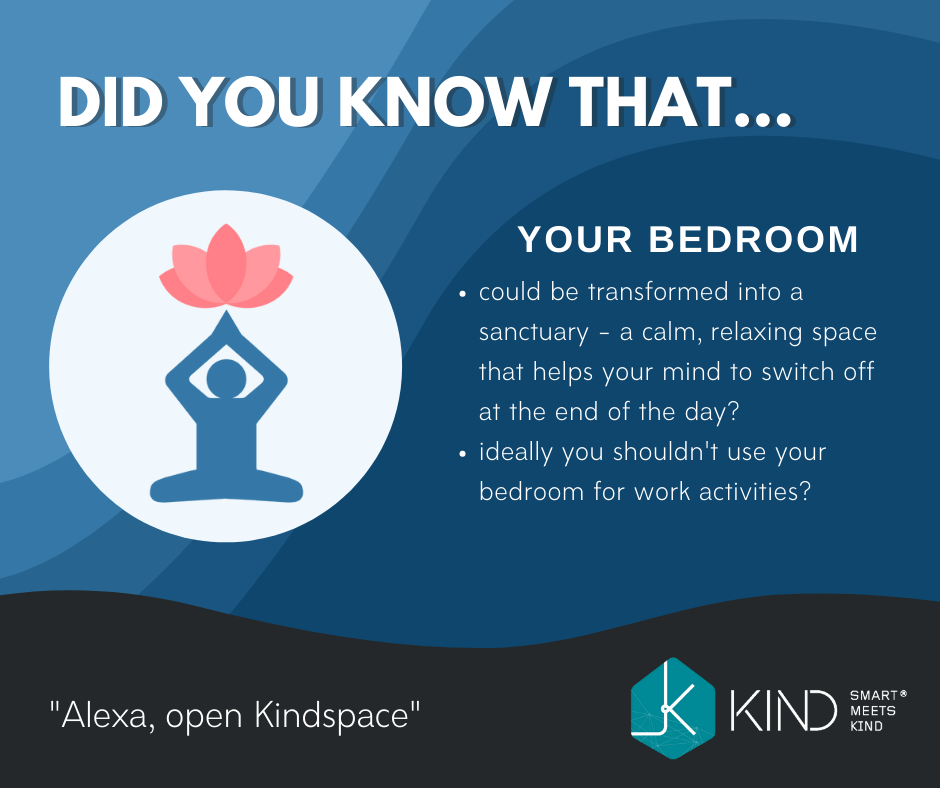 DID YOU KNOW THAT...
YOUR BEDROOM
• could be transformed into a
sanctuary - a calm, relaxing space
that helps your mind to switch off
at the end of the day?
• ideally you shouldn't use your
bedroom for work activities?
"Alexa, open Kindspace"
K
KIND
SMART®
MEETS
KIND